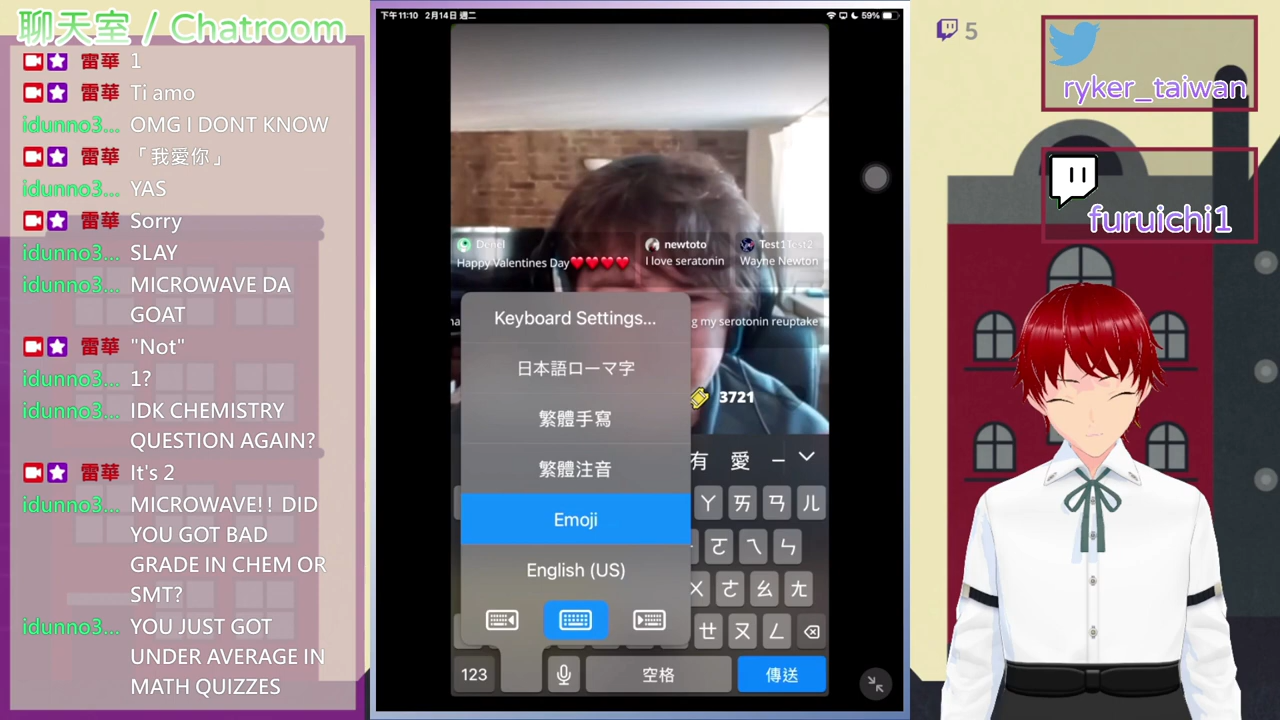 聊天室 / Chatroom
雷華 1
雷華 Ti amo
idunno3... OMG I DONT KNOW
雷華 「我愛你」
idunno3... YAS
雷華 Sorry
idunno3... SLAY
idunno3... MICROWAVE DA
GOAT
雷華 "Not"
idunno3... 1?
idunno3... IDK CHEMISTRY
QUESTION AGAIN?
雷華 It's 2
idunno3... MICROWAVE!! DID
YOU GOT BAD
GRADE IN CHEM OR
SMT?
idunno3... YOU JUST GOT
UNDER AVERAGE IN
MATH QUIZZES
下午11:10 2月14日 週二
59%
Denel
Happy Valentines Day❤❤❤❤
newtoto
I love seratonin
Test1Test2
Wayne Newton
g my serotonin reuptake
3721
Keyboard Settings...
日本語ローマ字
繁體手寫
繁體注音
Emoji
English (US)
有 愛 一
ㄚ ㄞ ㄢ ㄦ
ㄛ ㄟ ㄣ
ㄨ ㄜ ㄠ ㄤ
ㄝ ㄡ ㄥ
123 空格 傳送
5
ryker_taiwan
furuichi1